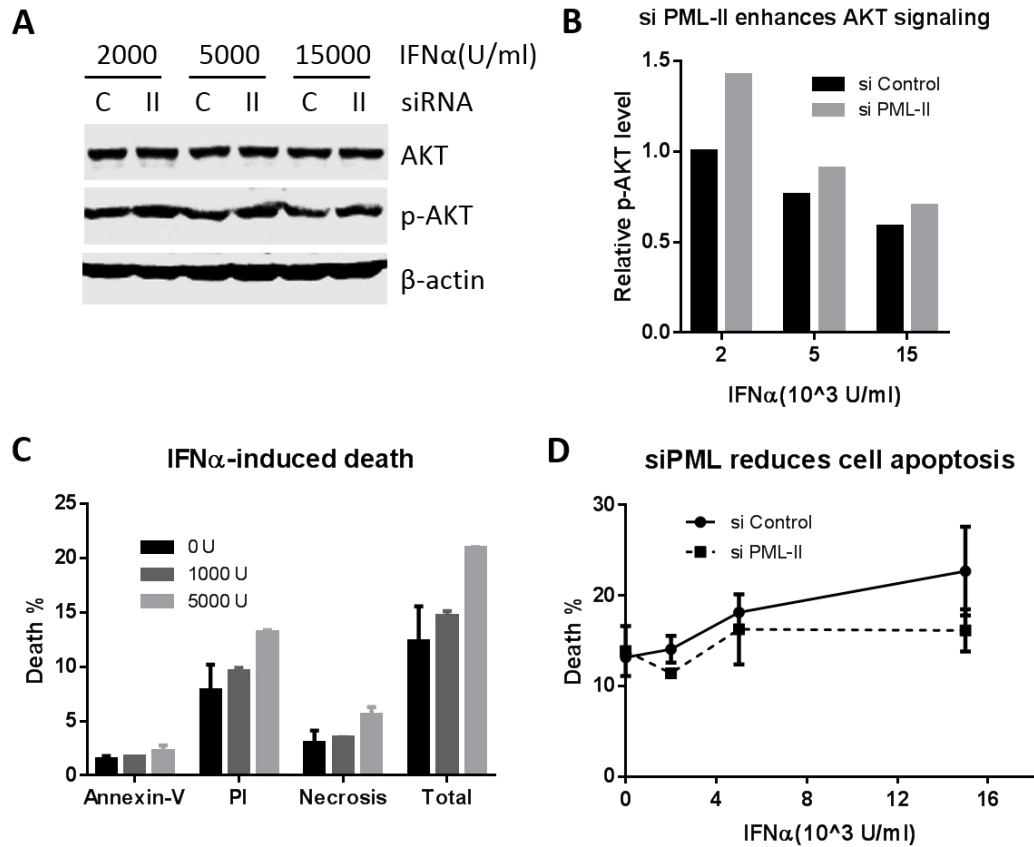 A
2000 5000 15000 IFNα(U/ml)
C II C II C II siRNA
AKT
p-AKT
β-actin
B
si PML-II enhances AKT signaling
Relative p-AKT level
1.5
1.0
0.5
0.0
si Control
si PML-II
2 5 15
IFNα(10^3 U/ml)
C
IFNα-induced death
Death %
25
20
15
10
5
0
0 U
1000 U
5000 U
Annexin-V PI Necrosis Total
D
siPML reduces cell apoptosis
Death %
30
20
10
0
si Control
si PML-II
0 4 8 12 16
IFNα(10^3 U/ml)